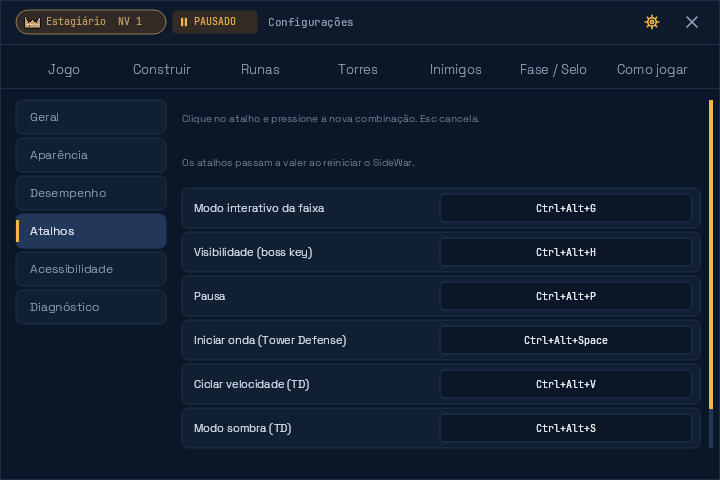 Estagiário NV 1 PAUSADO Configurações
Jogo Construir Runas Torres Inimigos Fase / Selo Como jogar
Geral
Aparência
Desempenho
Atalhos
Acessibilidade
Diagnóstico
Clique no atalho e pressione a nova combinação. Esc cancela.
Os atalhos passam a valer ao reiniciar o SideWar.
Modo interativo da faixa Ctrl+Alt+G
Visibilidade (boss key) Ctrl+Alt+H
Pausa Ctrl+Alt+P
Iniciar onda (Tower Defense) Ctrl+Alt+Space
Ciclar velocidade (TD) Ctrl+Alt+V
Modo sombra (TD) Ctrl+Alt+S